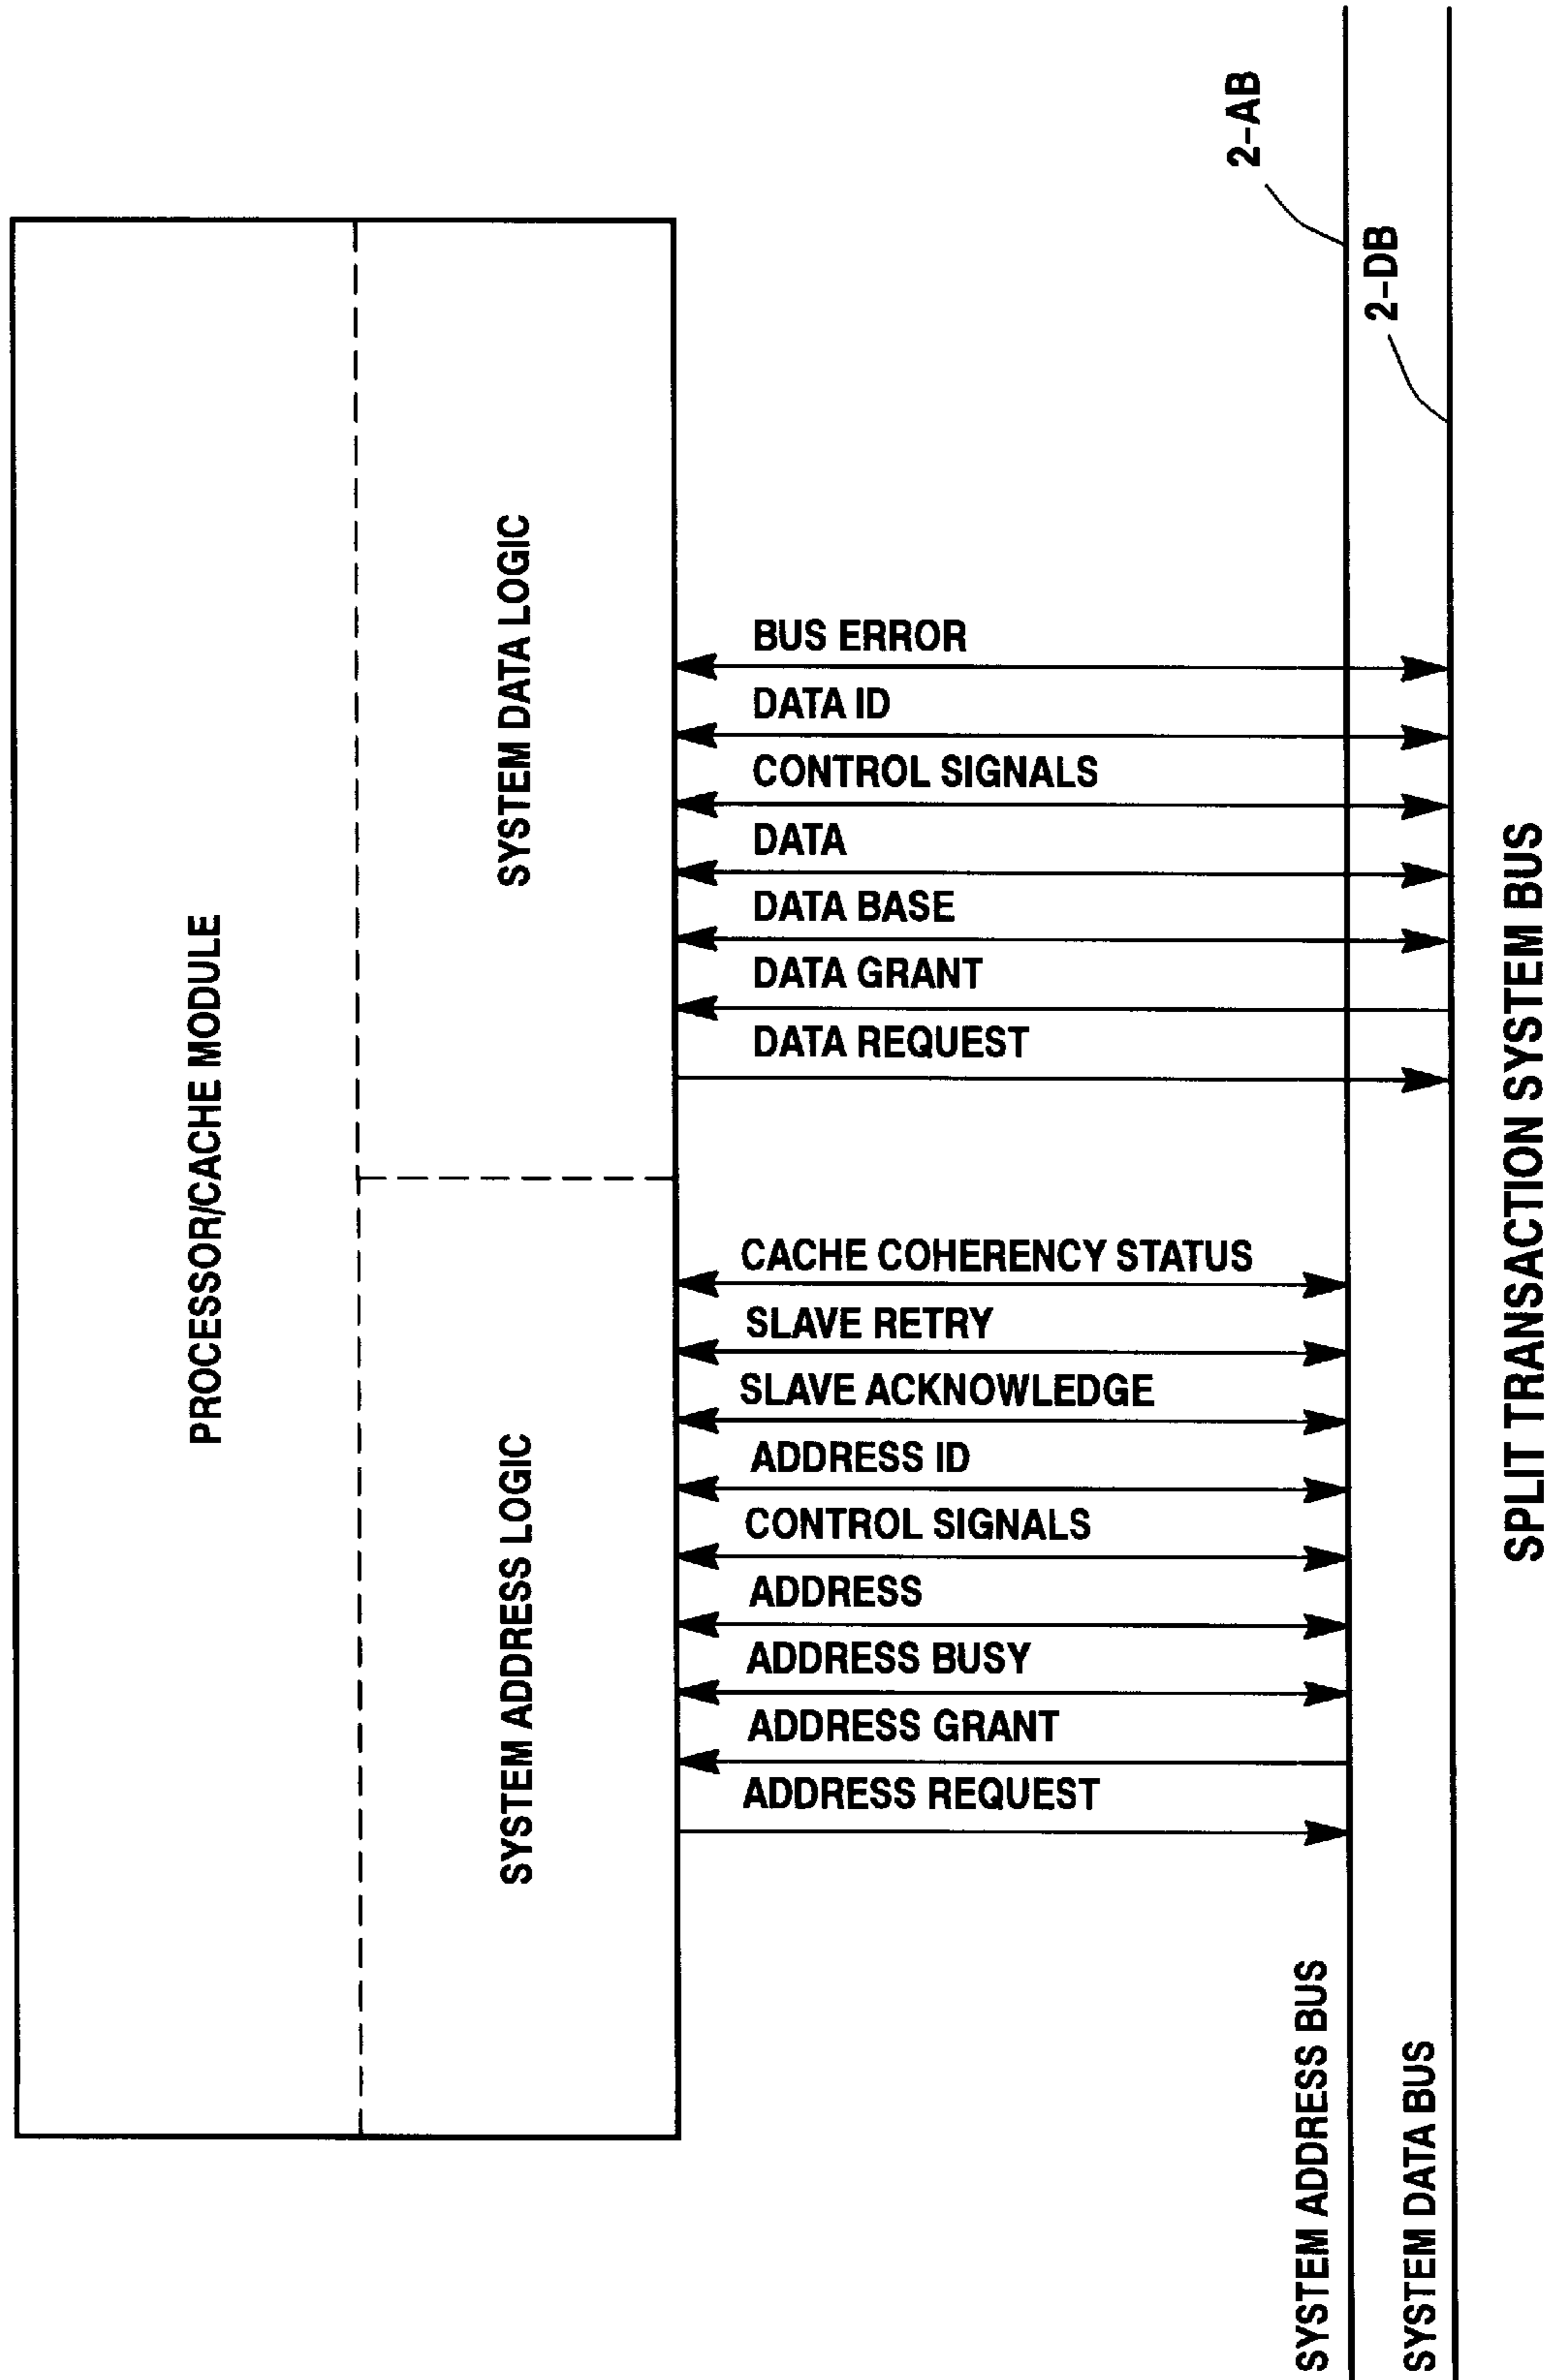 PROCESSOR/CACHE MODULE
SYSTEM ADDRESS LOGIC
SYSTEM DATA LOGIC
ADDRESS REQUEST
ADDRESS GRANT
ADDRESS BUSY
ADDRESS
CONTROL SIGNALS
ADDRESS ID
SLAVE ACKNOWLEDGE
SLAVE RETRY
CACHE COHERENCY STATUS
DATA REQUEST
DATA GRANT
DATA BASE
DATA
CONTROL SIGNALS
DATA ID
BUS ERROR
2-AB
2-DB
SYSTEM ADDRESS BUS
SYSTEM DATA BUS
SPLIT TRANSACTION SYSTEM BUS